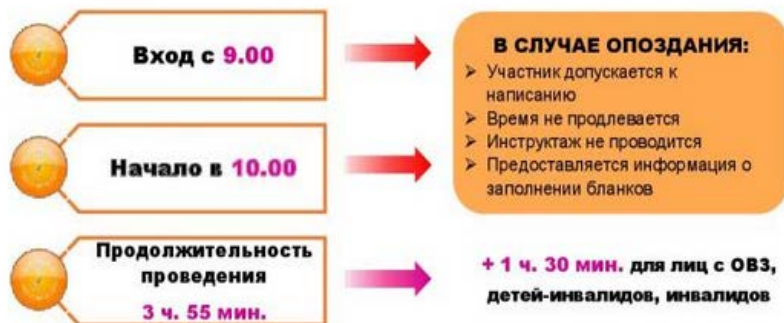 Вход с 9.00
Начало в 10.00
Продолжительность
проведения
3 ч. 55 мин.
В СЛУЧАЕ ОПОЗДАНИЯ:
➢ Участник допускается к
написанию
➢ Время не продлевается
➢ Инструктаж не проводится
➢ Предоставляется информация о
заполнении бланков
+ 1 ч. 30 мин. для лиц с ОВЗ,
детей-инвалидов, инвалидов